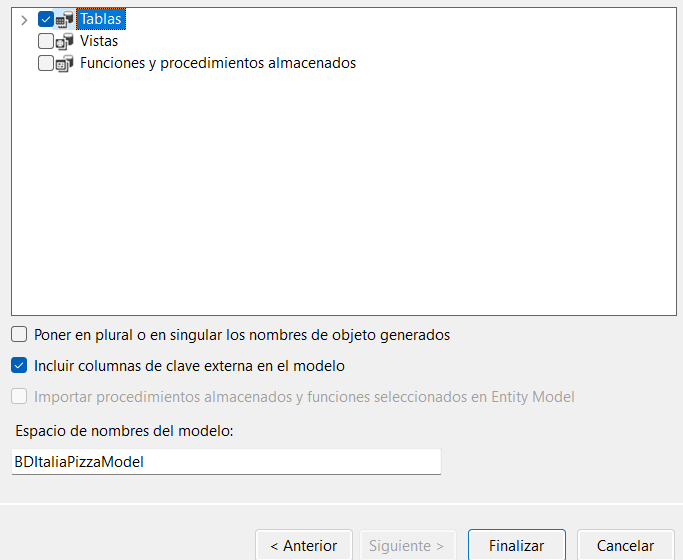 Tablas
Vistas
Funciones y procedimientos almacenados
Poner en plural o en singular los nombres de objeto generados
Incluir columnas de clave externa en el modelo
Importar procedimientos almacenados y funciones seleccionados en Entity Model
Espacio de nombres del modelo:
BDItaliaPizzaModel
< Anterior Siguiente > Finalizar Cancelar